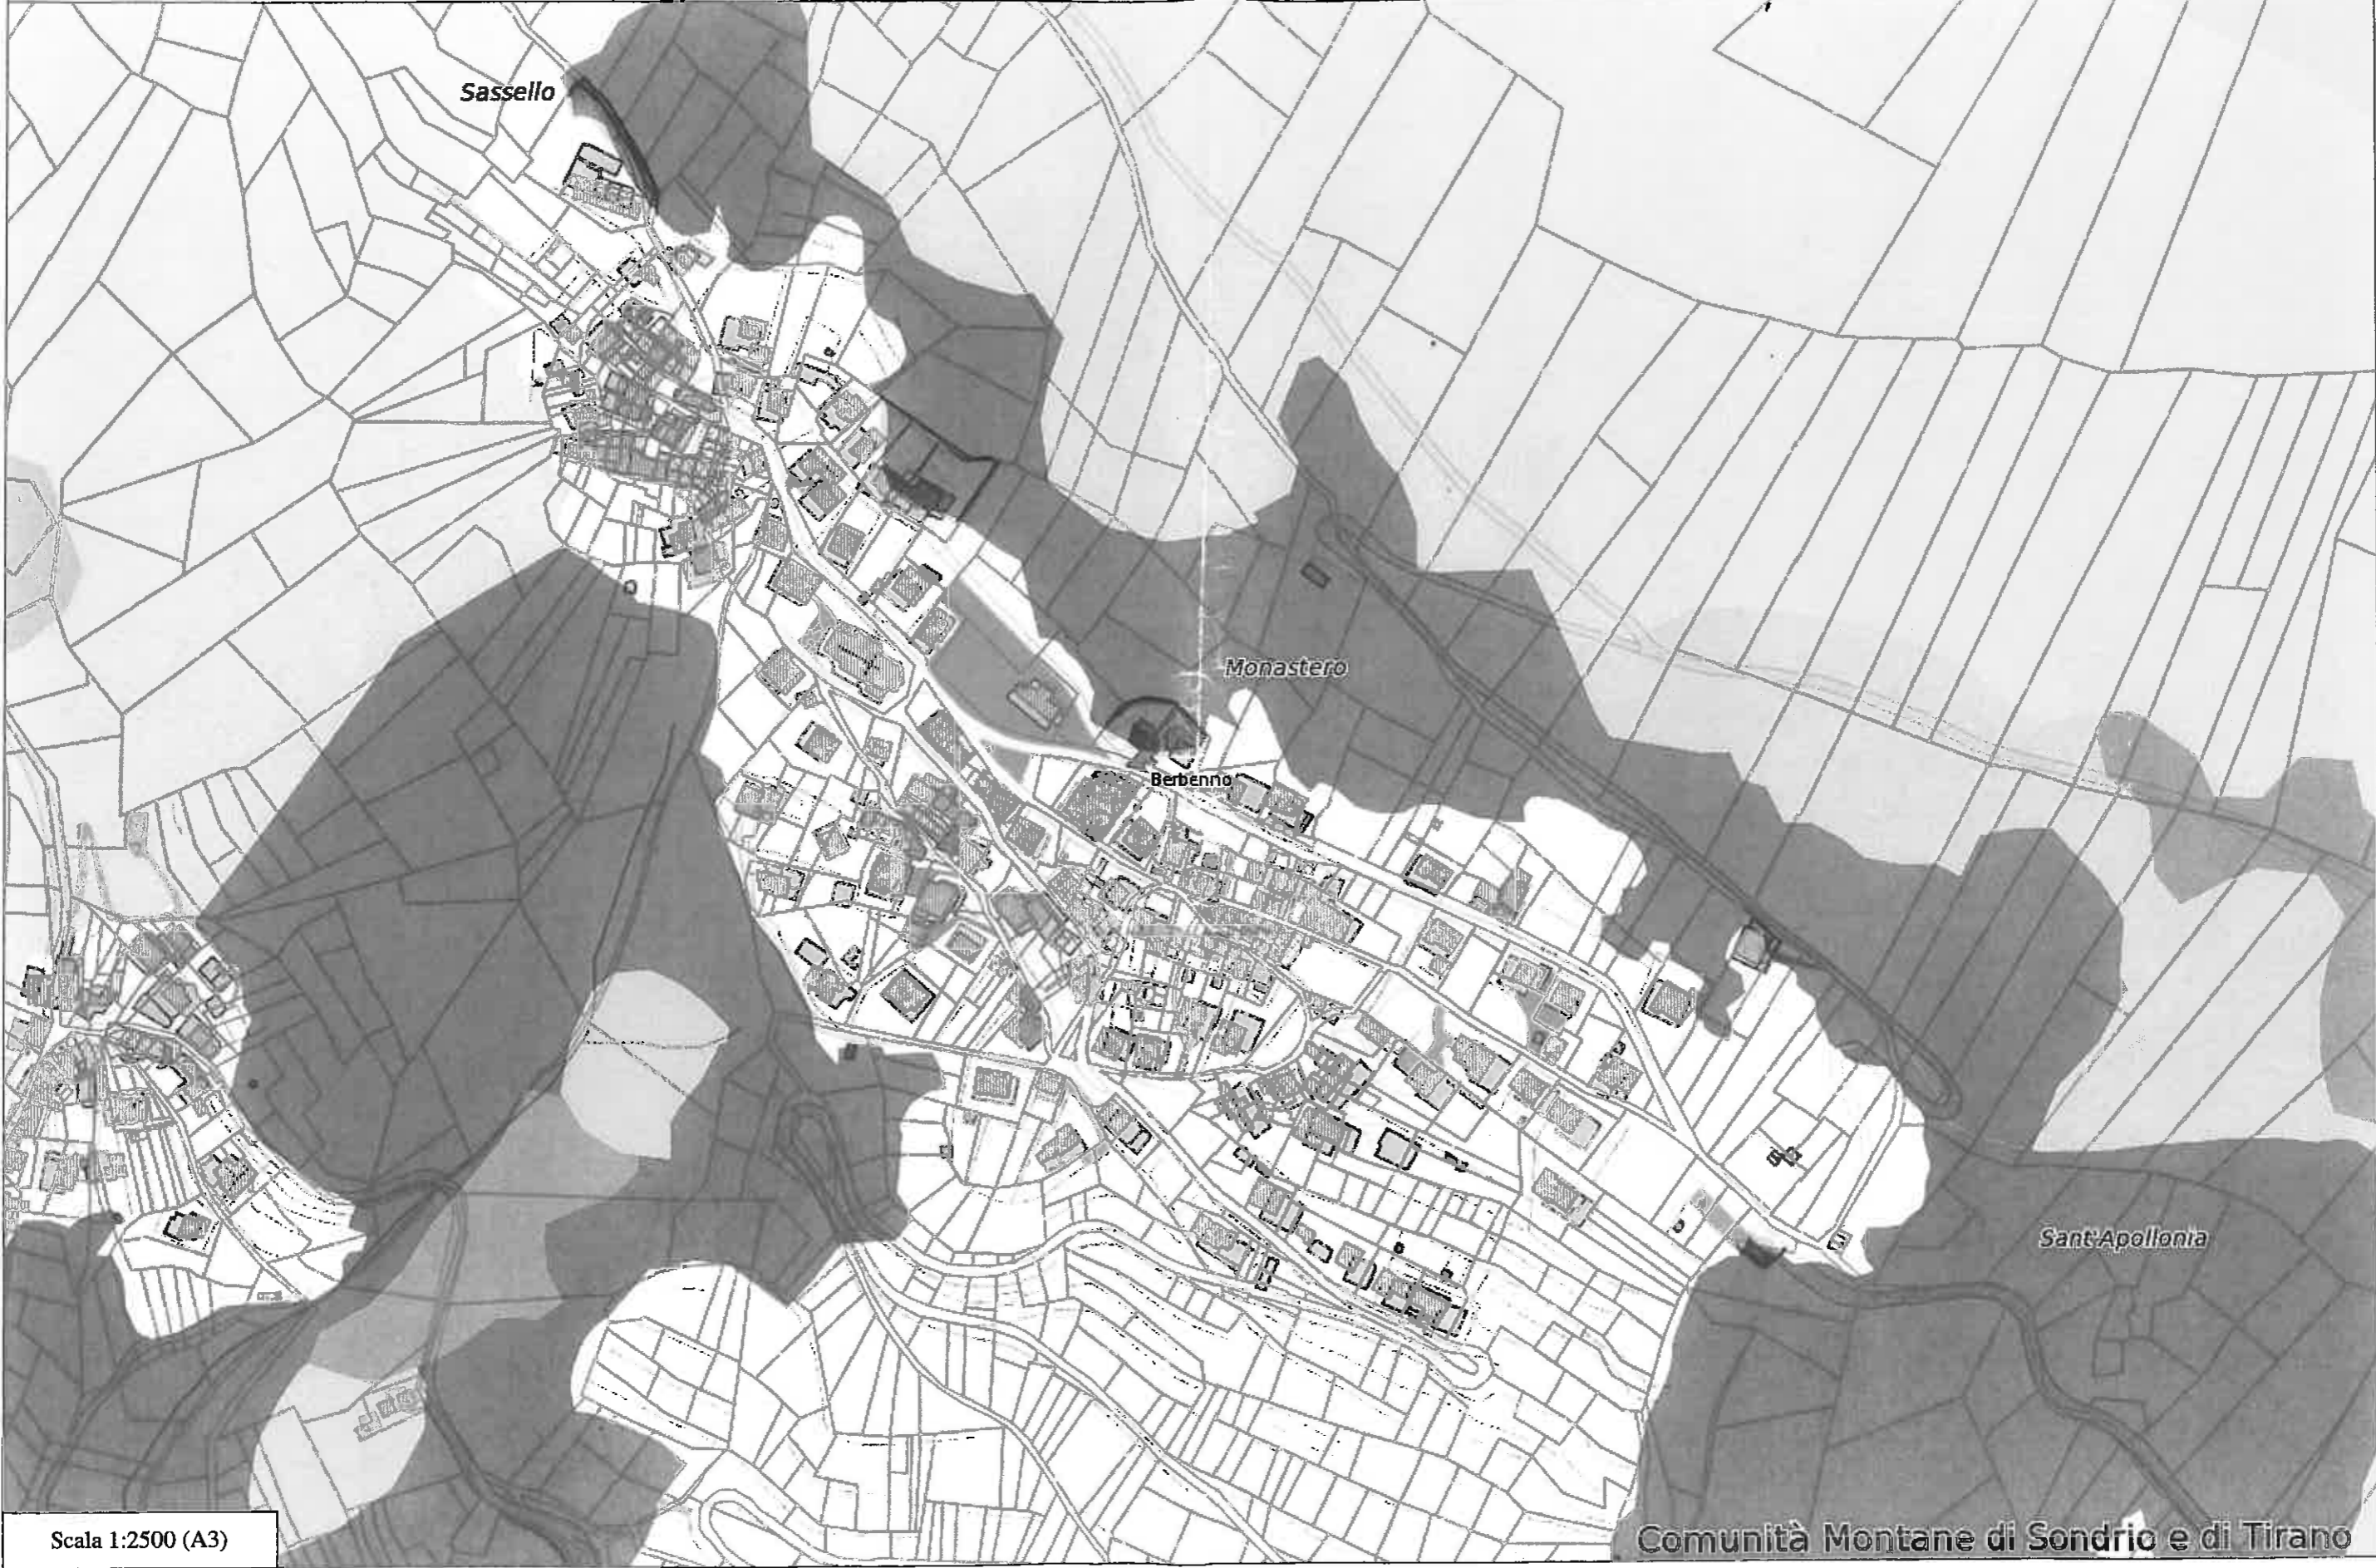 Sassello
Monastero
Berbenno
Sant'Apollonia
Scala 1:2500 (A3)
Comunità Montane di Sondrio e di Tirano